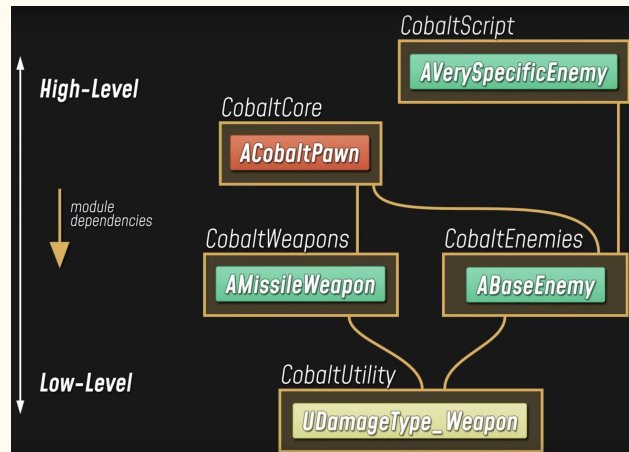 CobaltScript
AVerySpecificEnemy
High-Level
CobaltCore
ACobaltPawn
module
dependencies
CobaltWeapons
CobaltEnemies
AMissileWeapon
ABaseEnemy
Low-Level
CobaltUtility
UDamageType_Weapon